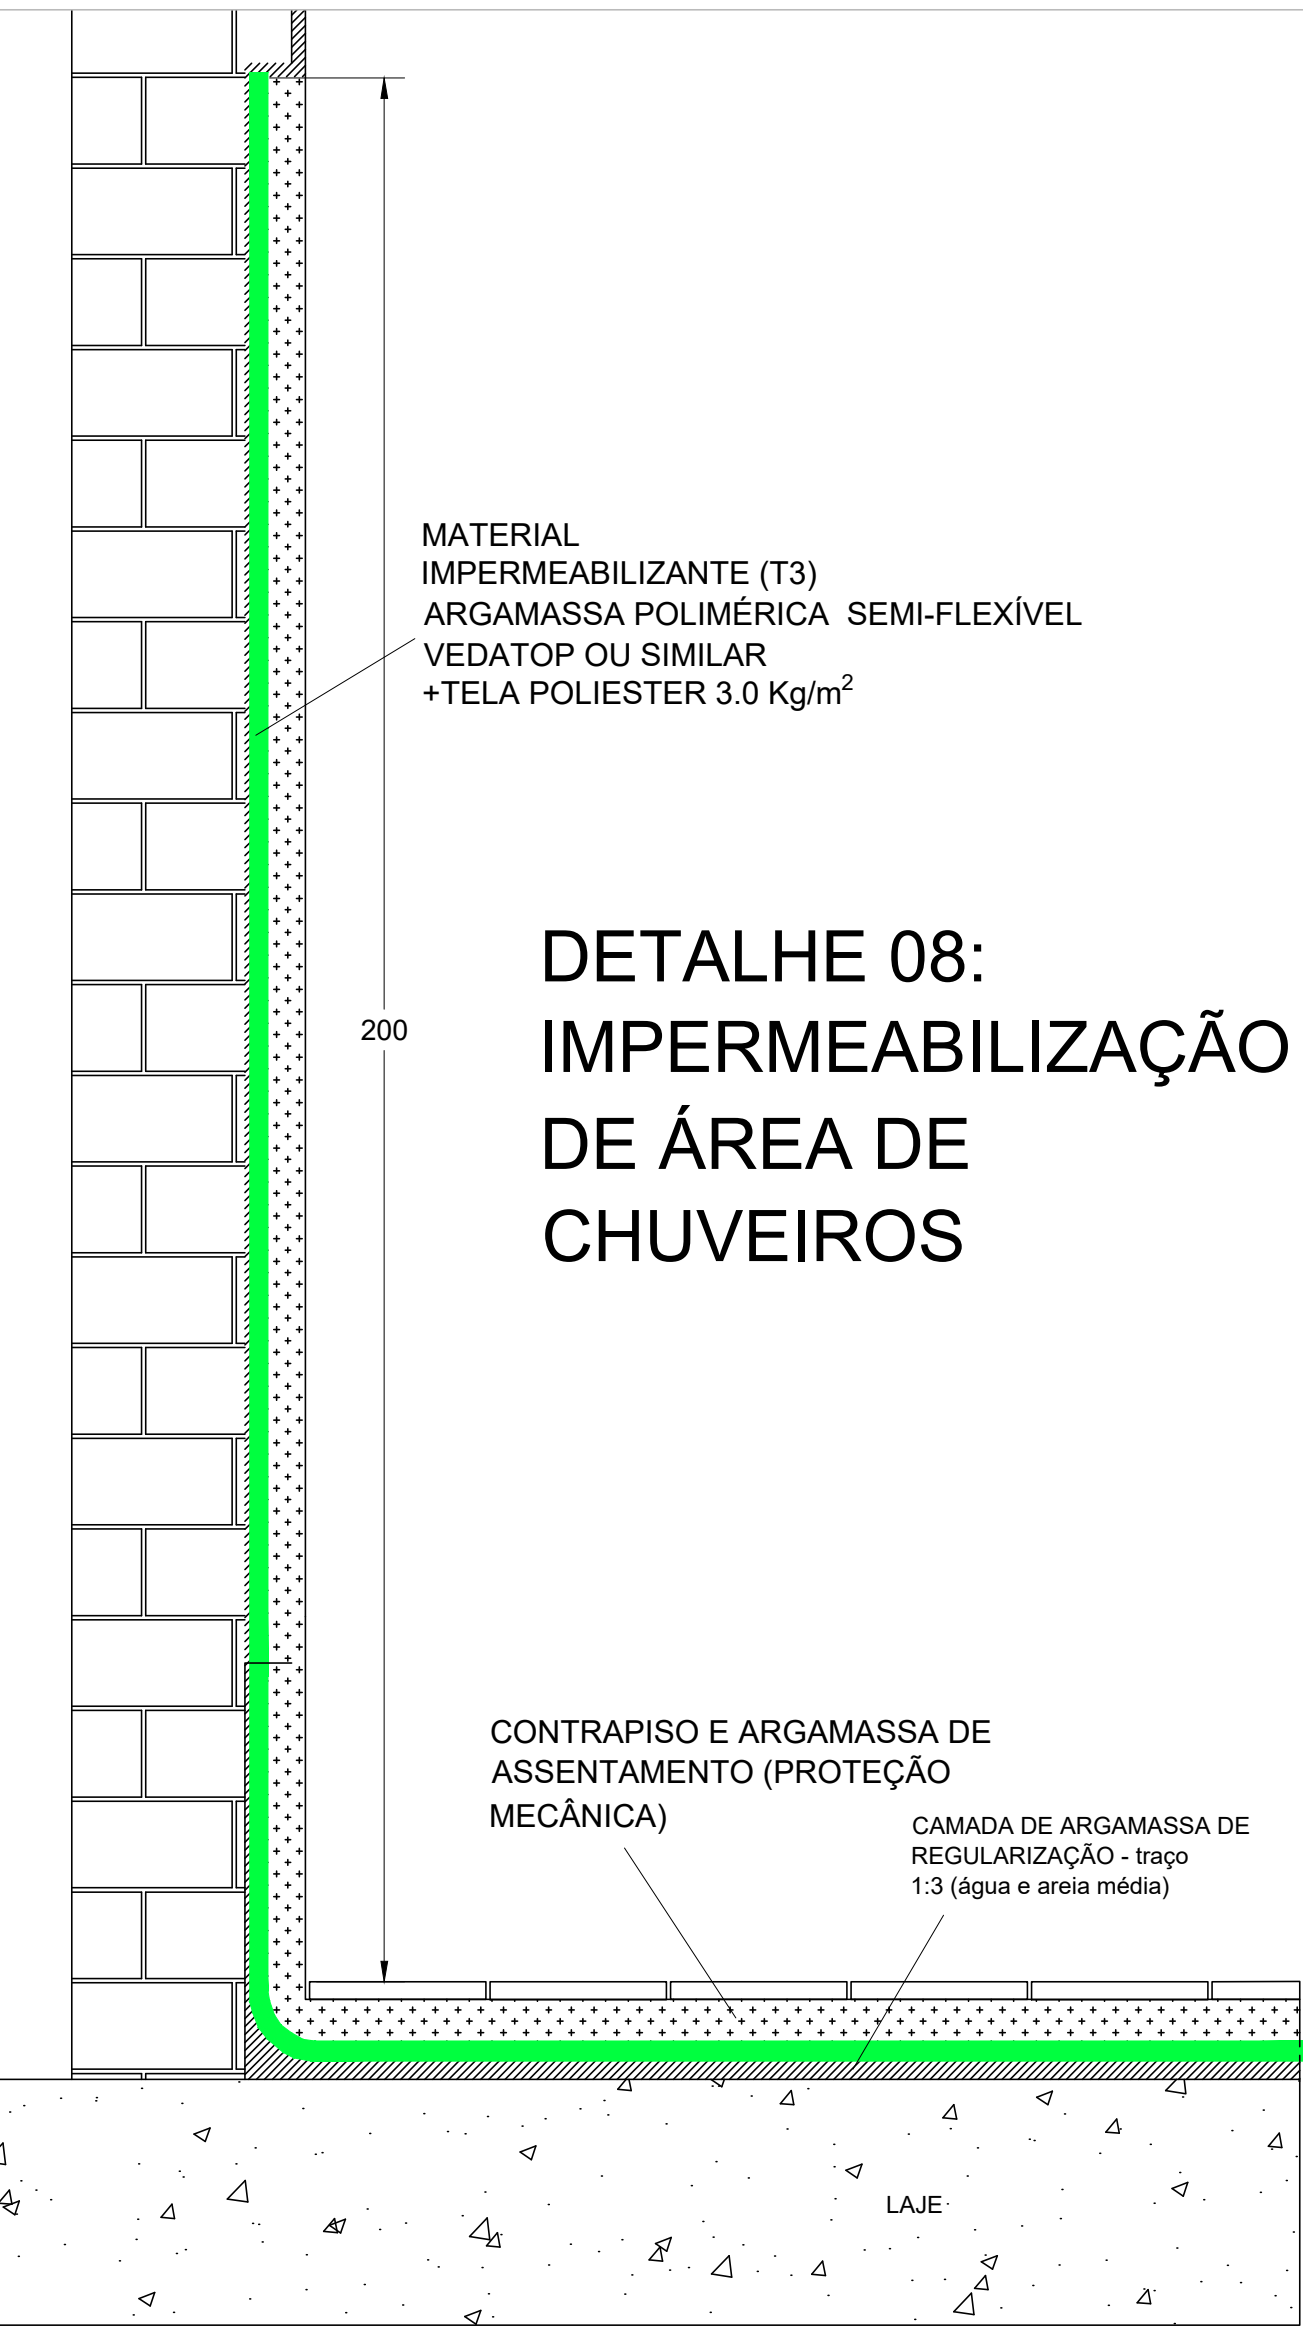 MATERIAL
IMPERMEABILIZANTE (T3)
ARGAMASSA POLIMÉRICA  SEMI-FLEXÍVEL
VEDATOP OU SIMILAR
+TELA POLIESTER 3.0 Kg/m²
DETALHE 08:
IMPERMEABILIZAÇÃO
DE ÁREA DE
CHUVEIROS
200
CONTRAPISO E ARGAMASSA DE
ASSENTAMENTO (PROTEÇÃO
MECÂNICA)
CAMADA DE ARGAMASSA DE
REGULARIZAÇÃO - traço
1:3 (água e areia média)
LAJE